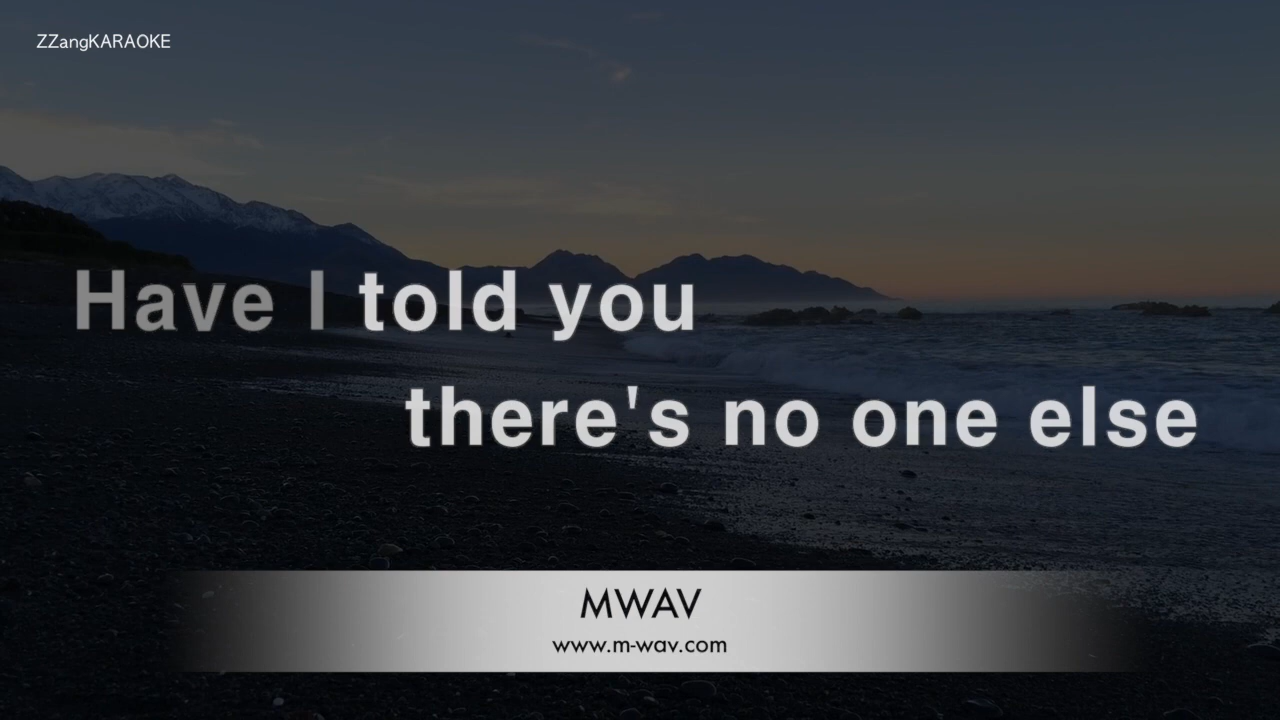 ZZangKARAOKE
Have I told you
there's no one else
MWAV
www.m-wav.com